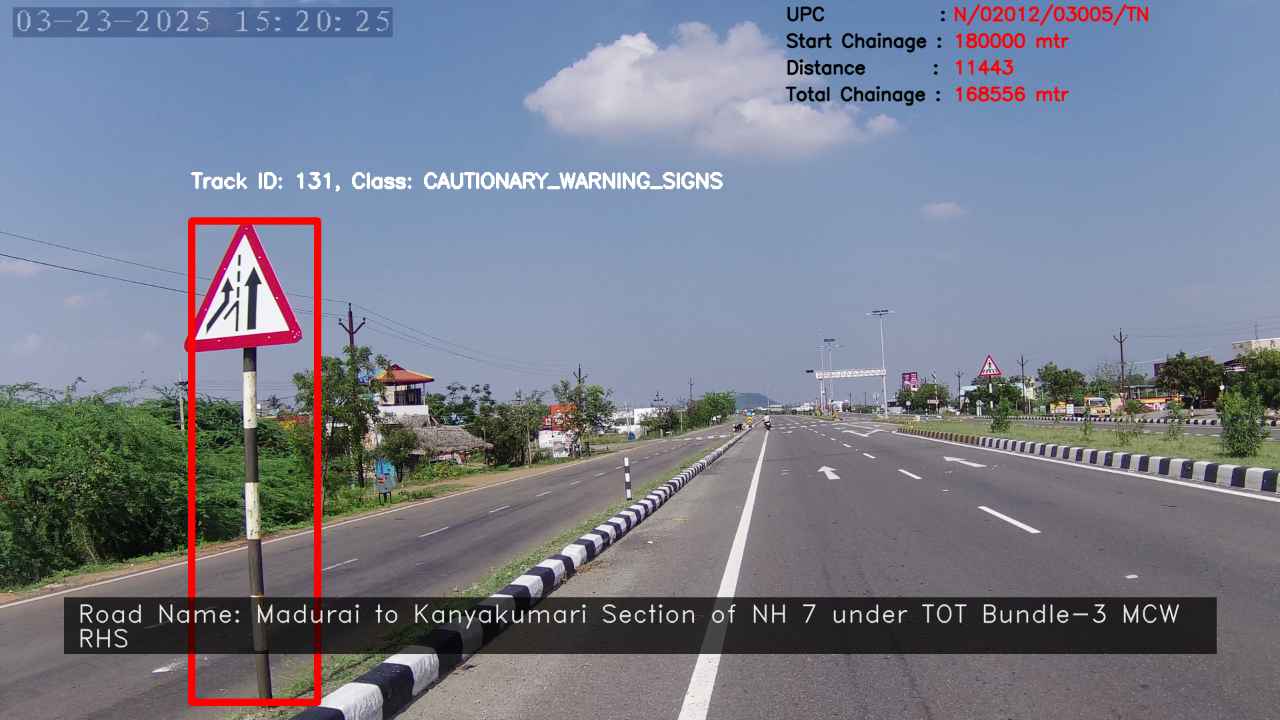 03-23-2025 15:20:25
UPC : N/02012/03005/TN
Start Chainage : 180000 mtr
Distance : 11443
Total Chainage : 168556 mtr
Track ID: 131, Class: CAUTIONARY_WARNING_SIGNS
Road Name: Madurai to Kanyakumari Section of NH 7 under TOT Bundle-3 MCW
RHS